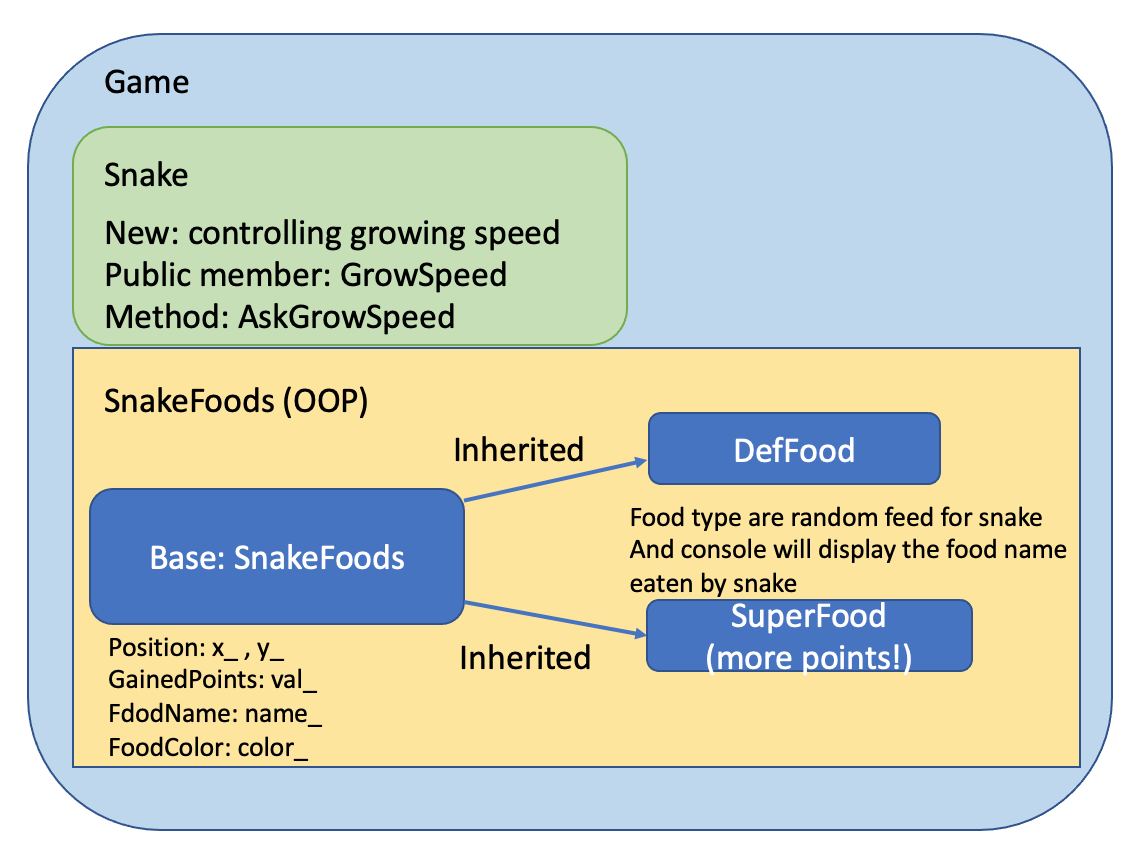 Game
Snake
New: controlling growing speed
Public member: GrowSpeed
Method: AskGrowSpeed
SnakeFoods (OOP)
Inherited
DefFood
Base: SnakeFoods
Food type are random feed for snake
And console will display the food name
eaten by snake
SuperFood
(more points!)
Inherited
Position: x_ , y_
GainedPoints: val_
FdodName: name_
FoodColor: color_